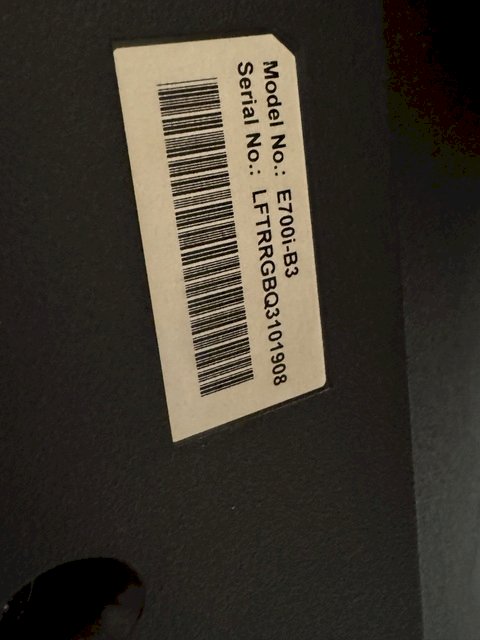 Model No.: E700i-B3
Serial No.: LFTRRGBQ3101908